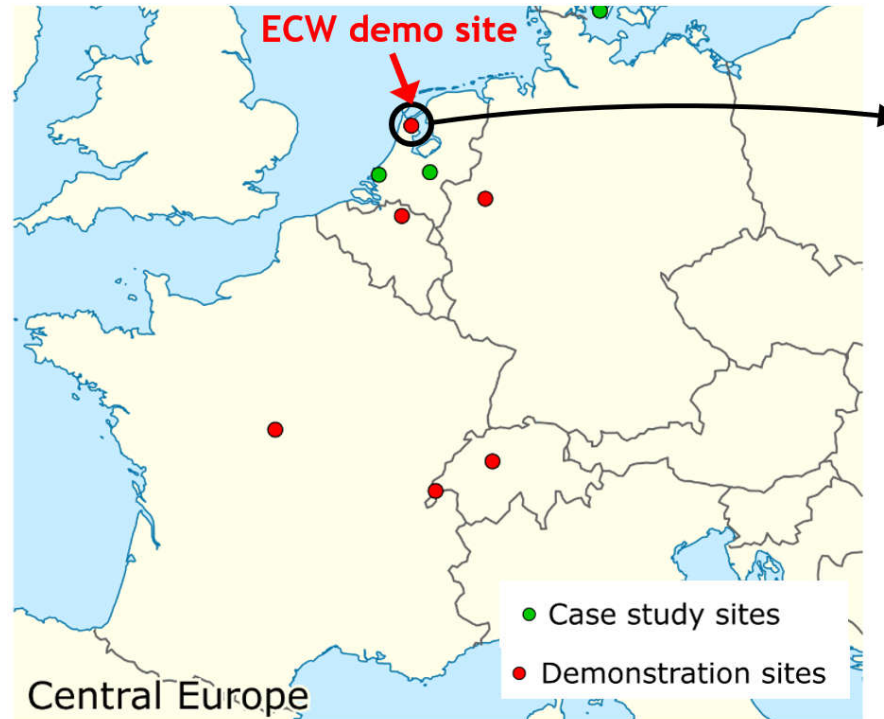 ECW demo site
Case study sites
Demonstration sites
Central Europe